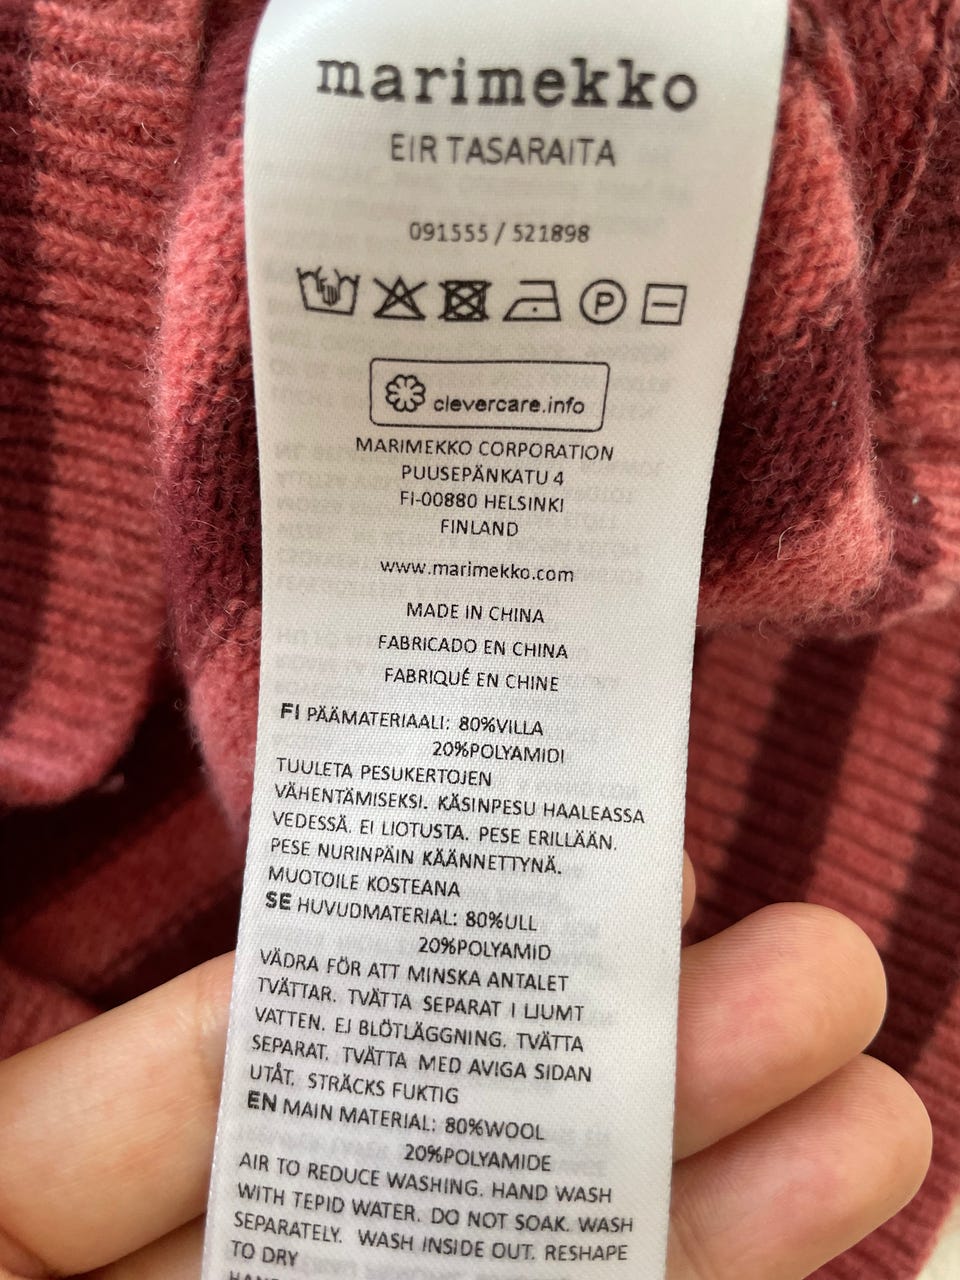 marimekko
EIR TASARAITA
091555 / 521898
P
clevercare.info
MARIMEKKO CORPORATION
PUUSEPÄNKATU 4
FI-00880 HELSINKI
FINLAND
www.marimekko.com
MADE IN CHINA
FABRICADO EN CHINA
FABRIQUÉ EN CHINE
FI PÄÄMATERIAALI: 80%VILLA
20%POLYAMIDI
TUULETA PESUKERTOJEN
VÄHENTÄMISEKSI. KÄSINPESU HAALEASSA
VEDESSÄ. EI LIOTUSTA. PESE ERILLÄÄN.
PESE NURINPÄIN KÄÄNNETTYNÄ.
MUOTOILE KOSTEANA
SE HUVUDMATERIAL: 80%ULL
20%POLYAMID
VÄDRA FÖR ATT MINSKA ANTALET
TVÄTTAR. TVÄTTA SEPARAT I LJUMT
VATTEN. EJ BLÖTLÄGGNING. TVÄTTA
SEPARAT. TVÄTTA MED AVIGA SIDAN
UTÅT. STRÄCKS FUKTIG
EN MAIN MATERIAL: 80%WOOL
20%POLYAMIDE
AIR TO REDUCE WASHING. HAND WASH
WITH TEPID WATER. DO NOT SOAK. WASH
SEPARATELY. WASH INSIDE OUT. RESHAPE
TO DRY